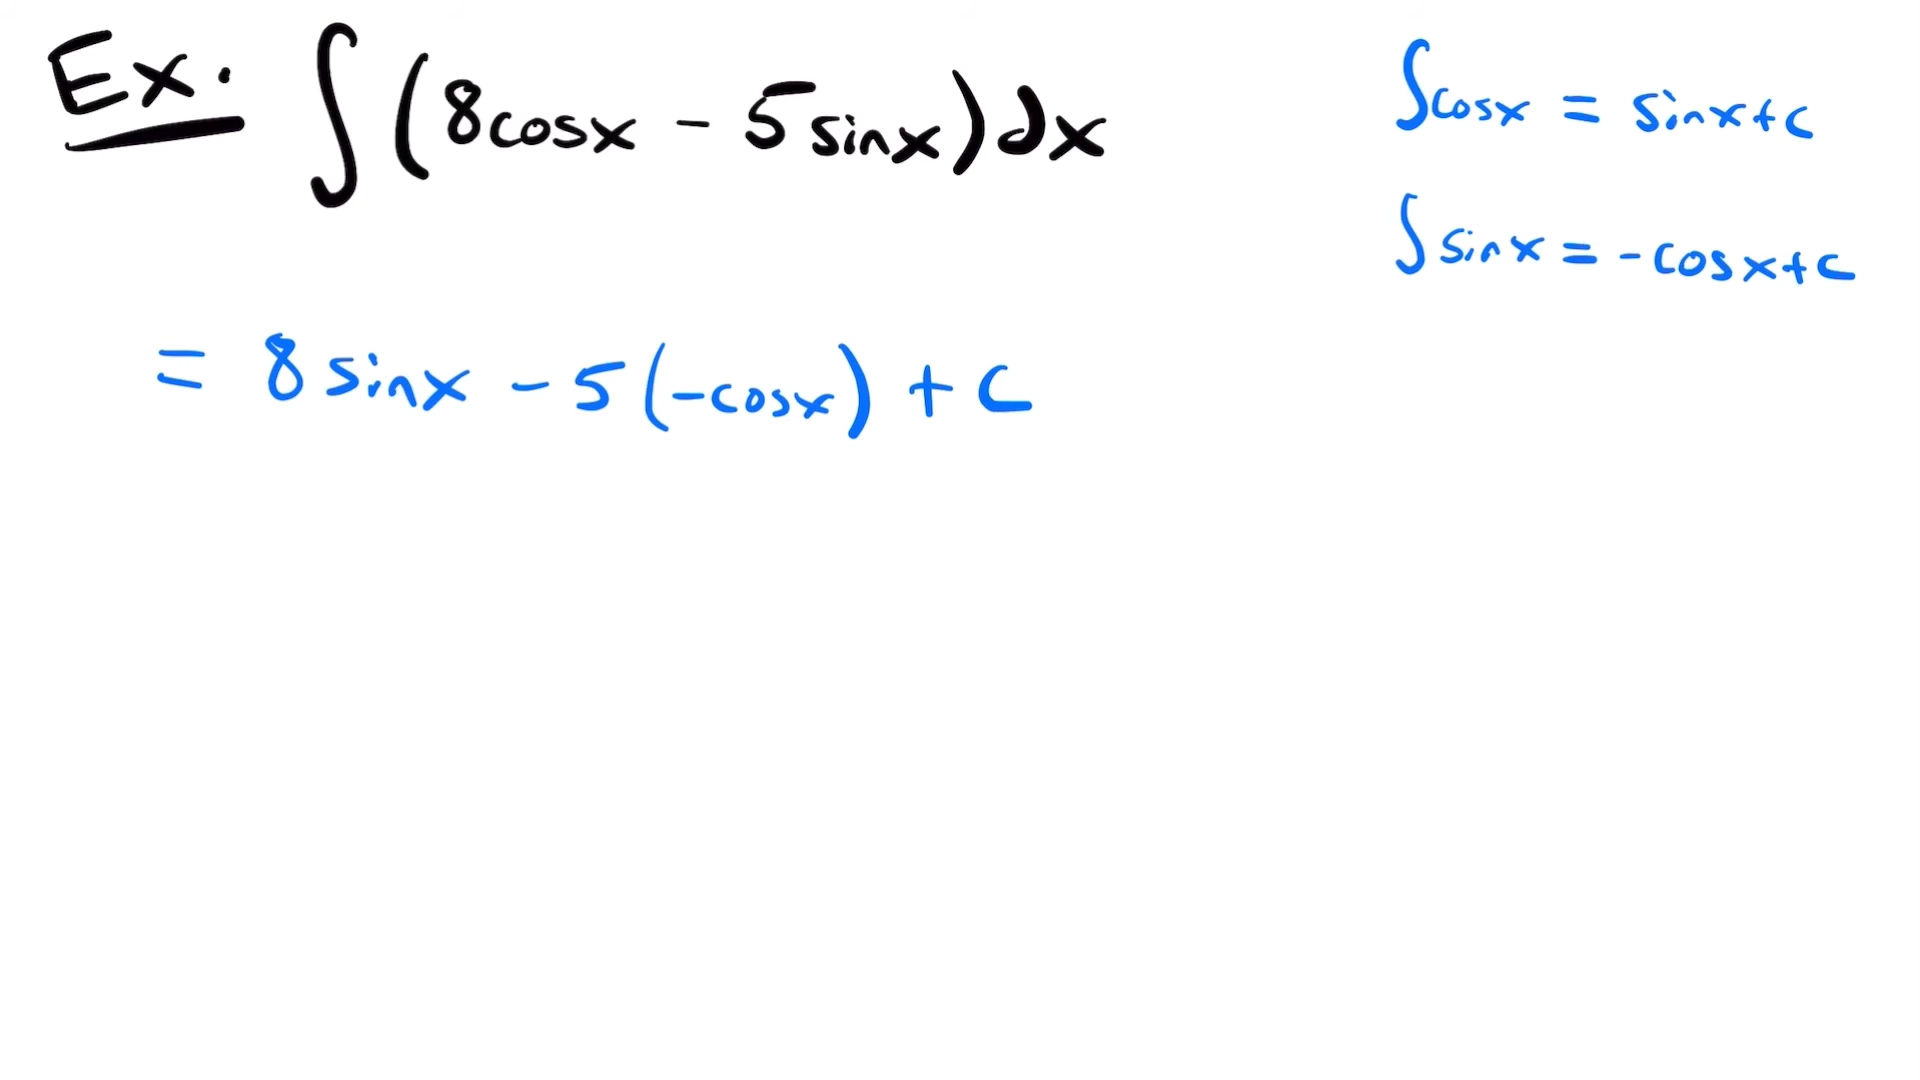 Ex. ∫(8cosx - 5sinx)dx
∫cosx = sinx+c
∫sinx = -cosx+c
= 8sinx - 5(-cosx) + C